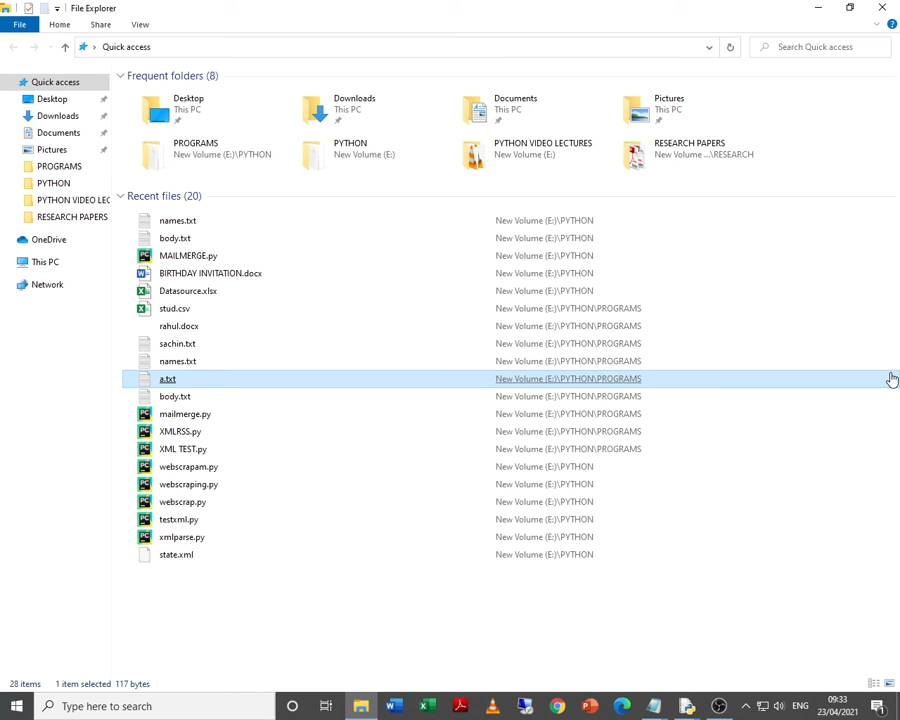 File Explorer
File Home Share View
Quick access
Search Quick access
Quick access
Desktop
Downloads
Documents
Pictures
PROGRAMS
PYTHON
PYTHON VIDEO LEC
RESEARCH PAPERS
OneDrive
This PC
Network
Frequent folders (8)
Desktop
This PC
Downloads
This PC
Documents
This PC
Pictures
This PC
PROGRAMS
New Volume (E:)\PYTHON
PYTHON
New Volume (E:)
PYTHON VIDEO LECTURES
New Volume (E:)
RESEARCH PAPERS
New Volume ...\RESEARCH
Recent files (20)
names.txt New Volume (E:)\PYTHON
body.txt New Volume (E:)\PYTHON
MAILMERGE.py New Volume (E:)\PYTHON
BIRTHDAY INVITATION.docx New Volume (E:)\PYTHON
Datasource.xlsx New Volume (E:)\PYTHON
stud.csv New Volume (E:)\PYTHON\PROGRAMS
rahul.docx New Volume (E:)\PYTHON\PROGRAMS
sachin.txt New Volume (E:)\PYTHON\PROGRAMS
names.txt New Volume (E:)\PYTHON\PROGRAMS
a.txt New Volume (E:)\PYTHON\PROGRAMS
body.txt New Volume (E:)\PYTHON\PROGRAMS
mailmerge.py New Volume (E:)\PYTHON\PROGRAMS
XMLRSS.py New Volume (E:)\PYTHON\PROGRAMS
XML TEST.py New Volume (E:)\PYTHON\PROGRAMS
webscrapam.py New Volume (E:)\PYTHON
webscraping.py New Volume (E:)\PYTHON
webscrap.py New Volume (E:)\PYTHON
testxml.py New Volume (E:)\PYTHON
xmlparse.py New Volume (E:)\PYTHON
state.xml New Volume (E:)\PYTHON
28 items 1 item selected 117 bytes
Type here to search
ENG
09:33
23/04/2021